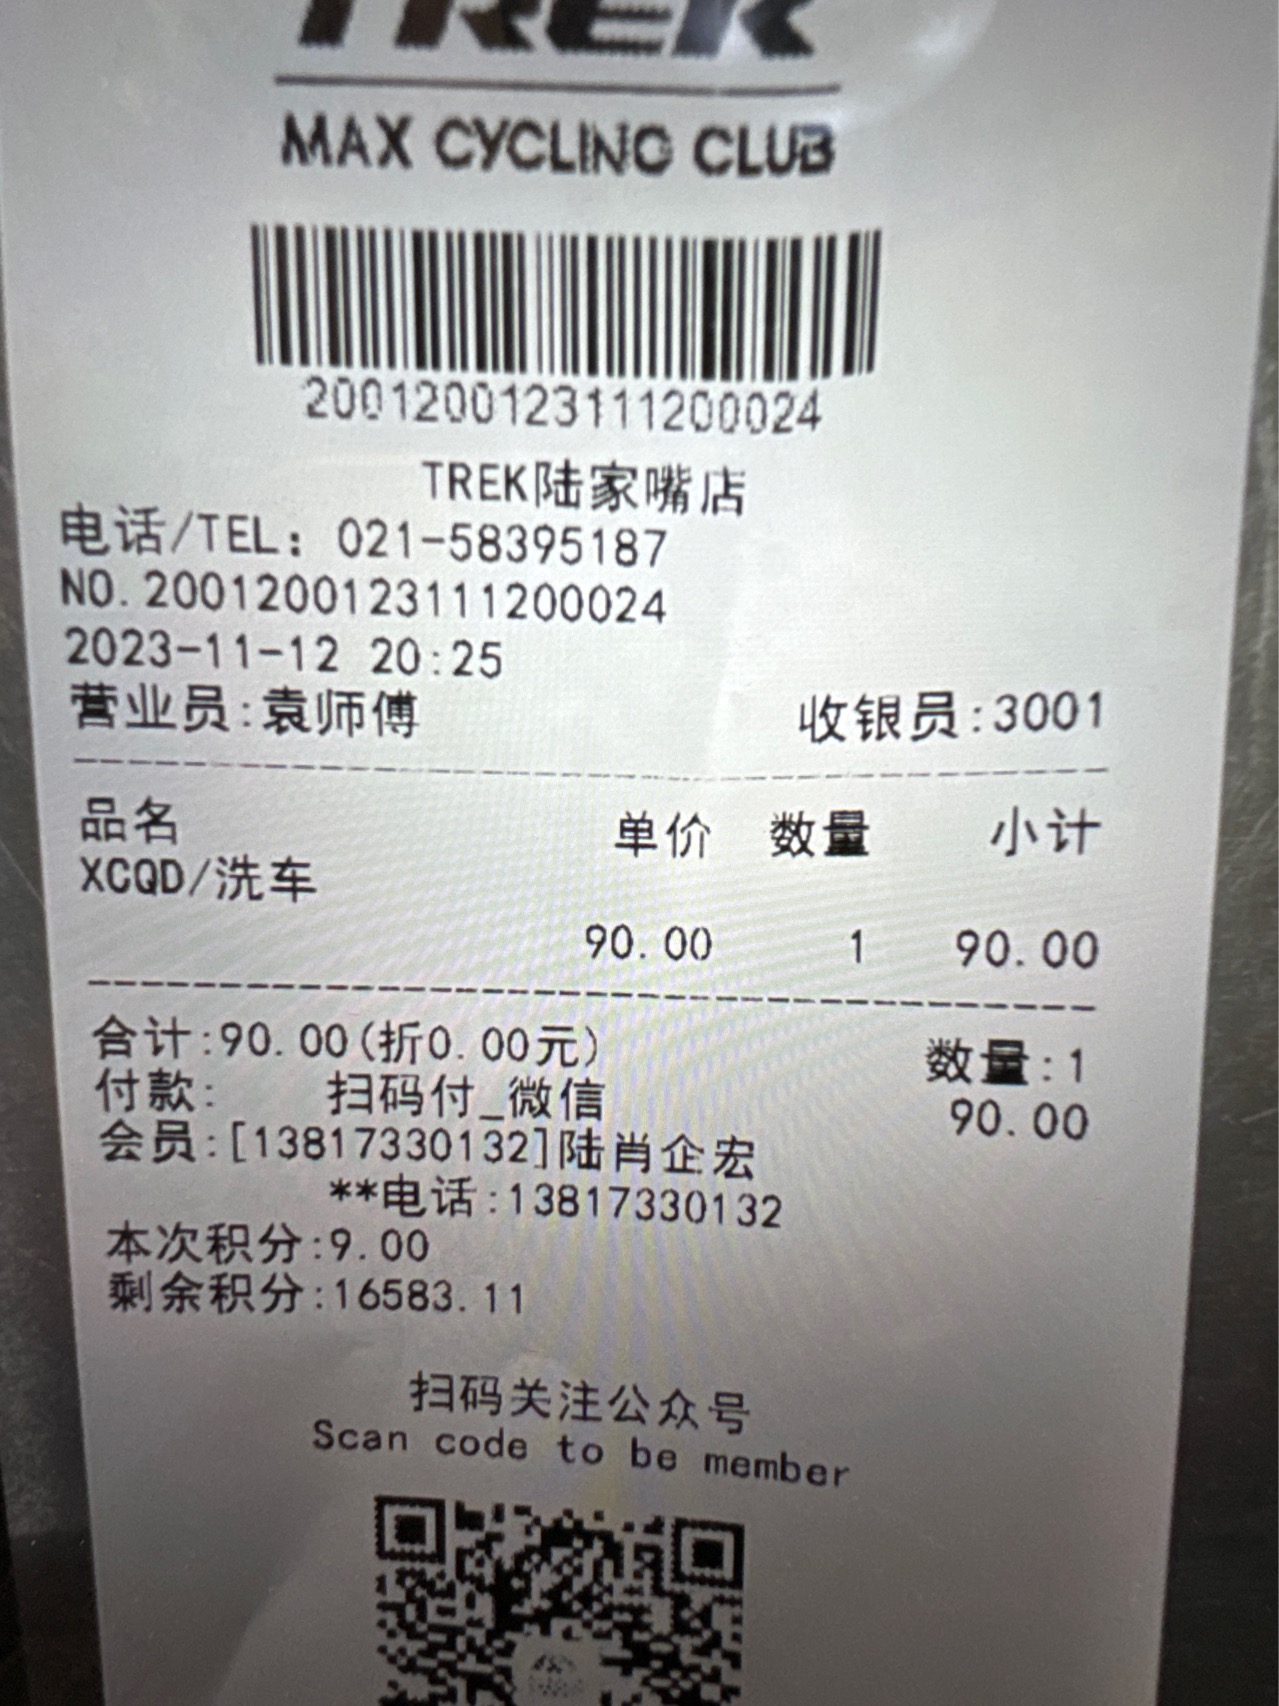 TREK
MAX CYCLING CLUB
2001200123111200024
TREK陆家嘴店
电话/TEL: 021-58395187
NO.2001200123111200024
2023-11-12 20:25
营业员:袁师傅 收银员:3001
品名 单价 数量 小计
XCQD/洗车
90.00 1 90.00
合计:90.00(折0.00元) 数量:1
付款: 扫码付_微信 90.00
会员:[13817330132]陆肖企宏
**电话:13817330132
本次积分:9.00
剩余积分:16583.11
扫码关注公众号
Scan code to be member